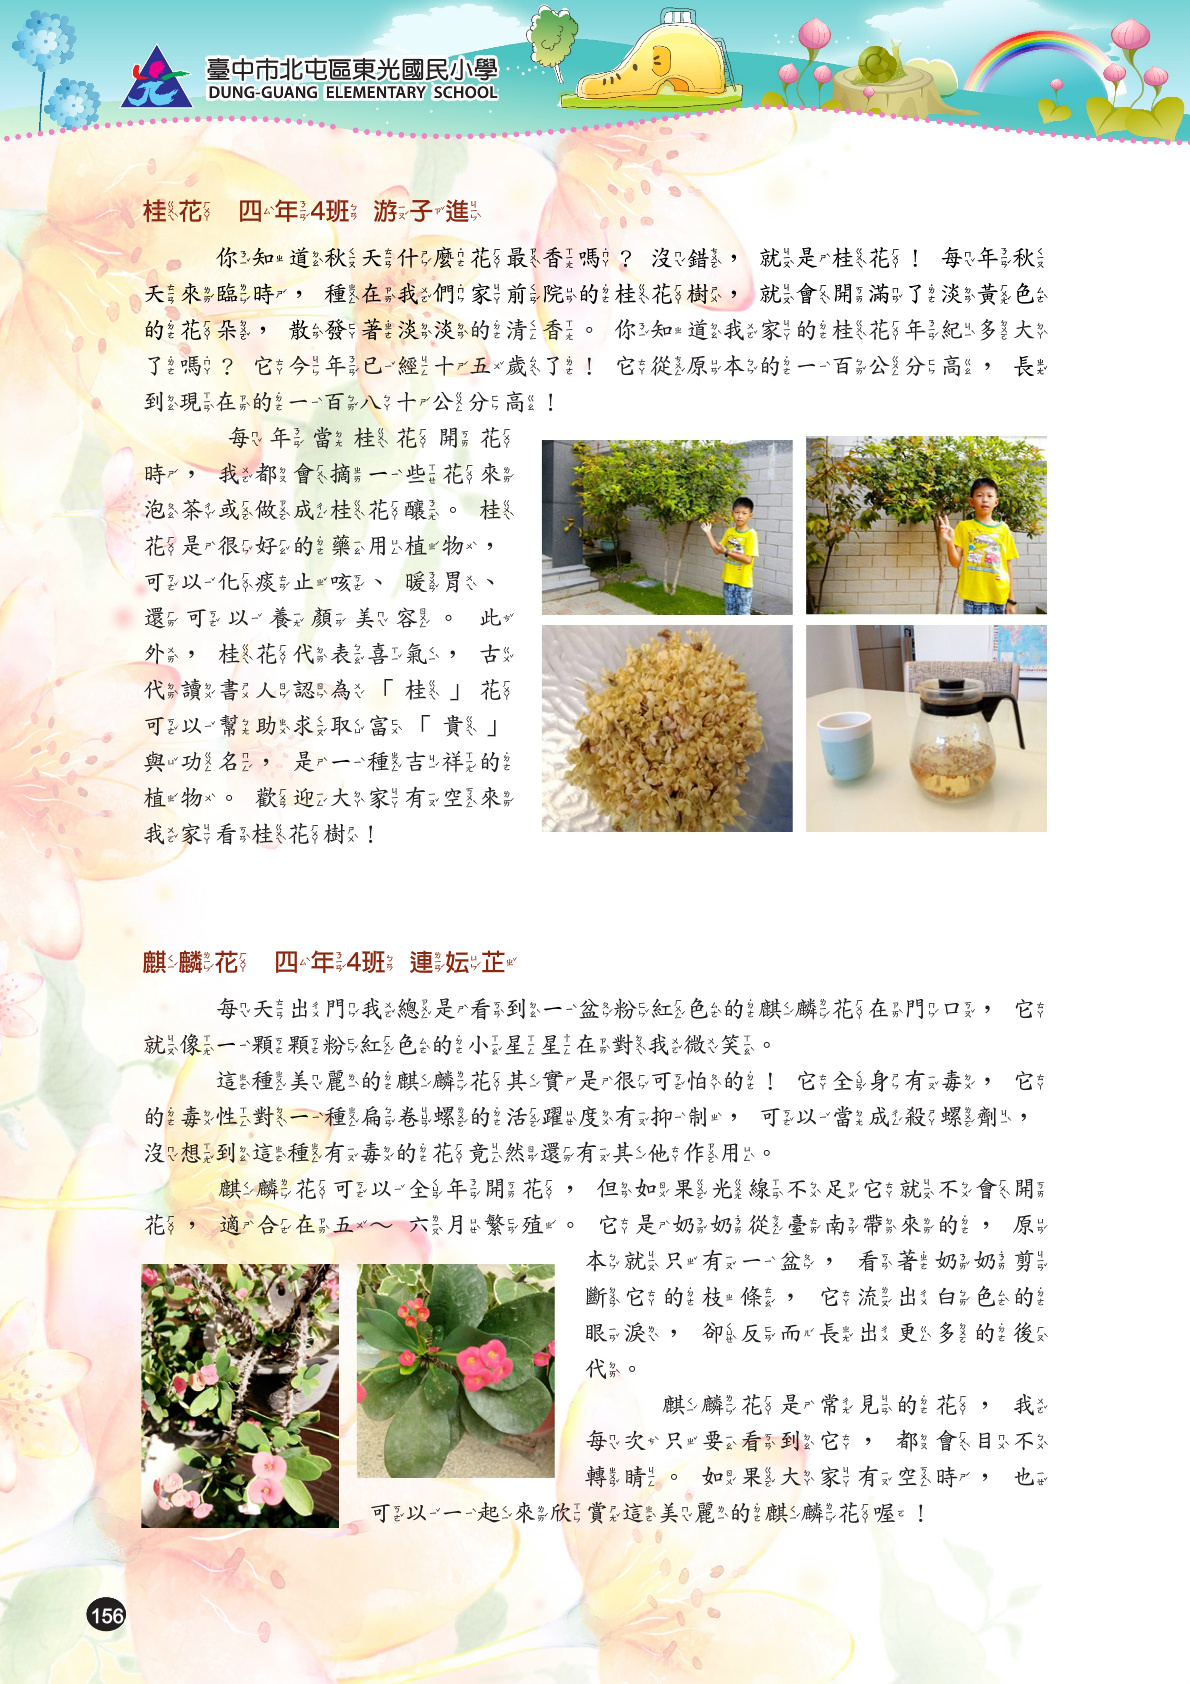 臺中市北屯區東光國民小學
DUNG-GUANG ELEMENTARY SCHOOL
桂花 四年4班 游子進
你知道秋天什麼花最香嗎？沒錯，就是桂花！每年秋
天來臨時，種在我們家前院的桂花樹，就會開滿了淡黃色
的花朵，散發著淡淡的清香。你知道我家的桂花年紀多大
了嗎？它今年已經十五歲了！它從原本的一百公分高，長
到現在的一百八十公分高！
每年當桂花開花
時，我都會摘一些花來
泡茶或做成桂花釀。桂
花是很好的藥用植物，
可以化痰止咳、暖胃、
還可以養顏美容。此
外，桂花代表喜氣，古
代讀書人認為「桂」花
可以幫助求取富「貴」
與功名，是一種吉祥的
植物。歡迎大家有空來
我家看桂花樹！
麒麟花 四年4班 連妘芷
每天出門我總是看到一盆粉紅色的麒麟花在門口，它
就像一顆顆粉紅色的小星星在對我微笑。
這種美麗的麒麟花其實是很可怕的！它全身有毒，它
的毒性對一種扁卷螺的活躍度有抑制，可以當成殺螺劑，
沒想到這種有毒的花竟然還有其他作用。
麒麟花可以全年開花，但如果光線不足它就不會開
花，適合在五～六月繁殖。它是奶奶從臺南帶來的，原
本就只有一盆，看著奶奶剪
斷它的枝條，它流出白色的
眼淚，卻反而長出更多的後
代。
麒麟花是常見的花，我
每次只要看到它，都會目不
轉睛。如果大家有空時，也
可以一起來欣賞這美麗的麒麟花喔！
156